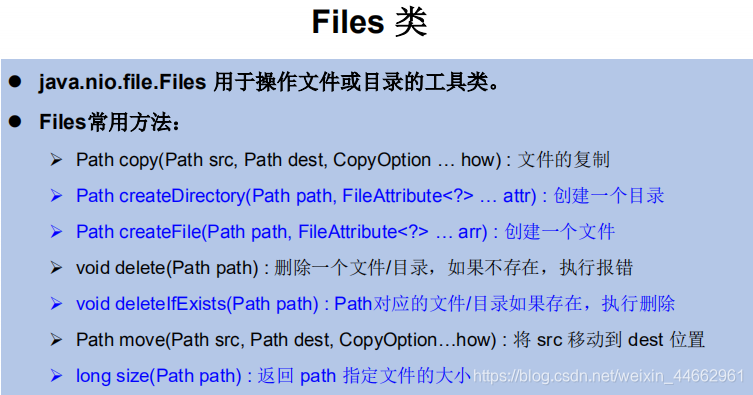 Files 类
● java.nio.file.Files 用于操作文件或目录的工具类。
● Files常用方法：
➢ Path copy(Path src, Path dest, CopyOption … how) : 文件的复制
➢ Path createDirectory(Path path, FileAttribute<?> … attr) : 创建一个目录
➢ Path createFile(Path path, FileAttribute<?> … arr) : 创建一个文件
➢ void delete(Path path) : 删除一个文件/目录，如果不存在，执行报错
➢ void deleteIfExists(Path path) : Path对应的文件/目录如果存在，执行删除
➢ Path move(Path src, Path dest, CopyOption…how) : 将 src 移动到 dest 位置
➢ long size(Path path) : 返回 path 指定文件的大小
https://blog.csdn.net/weixin_44662961